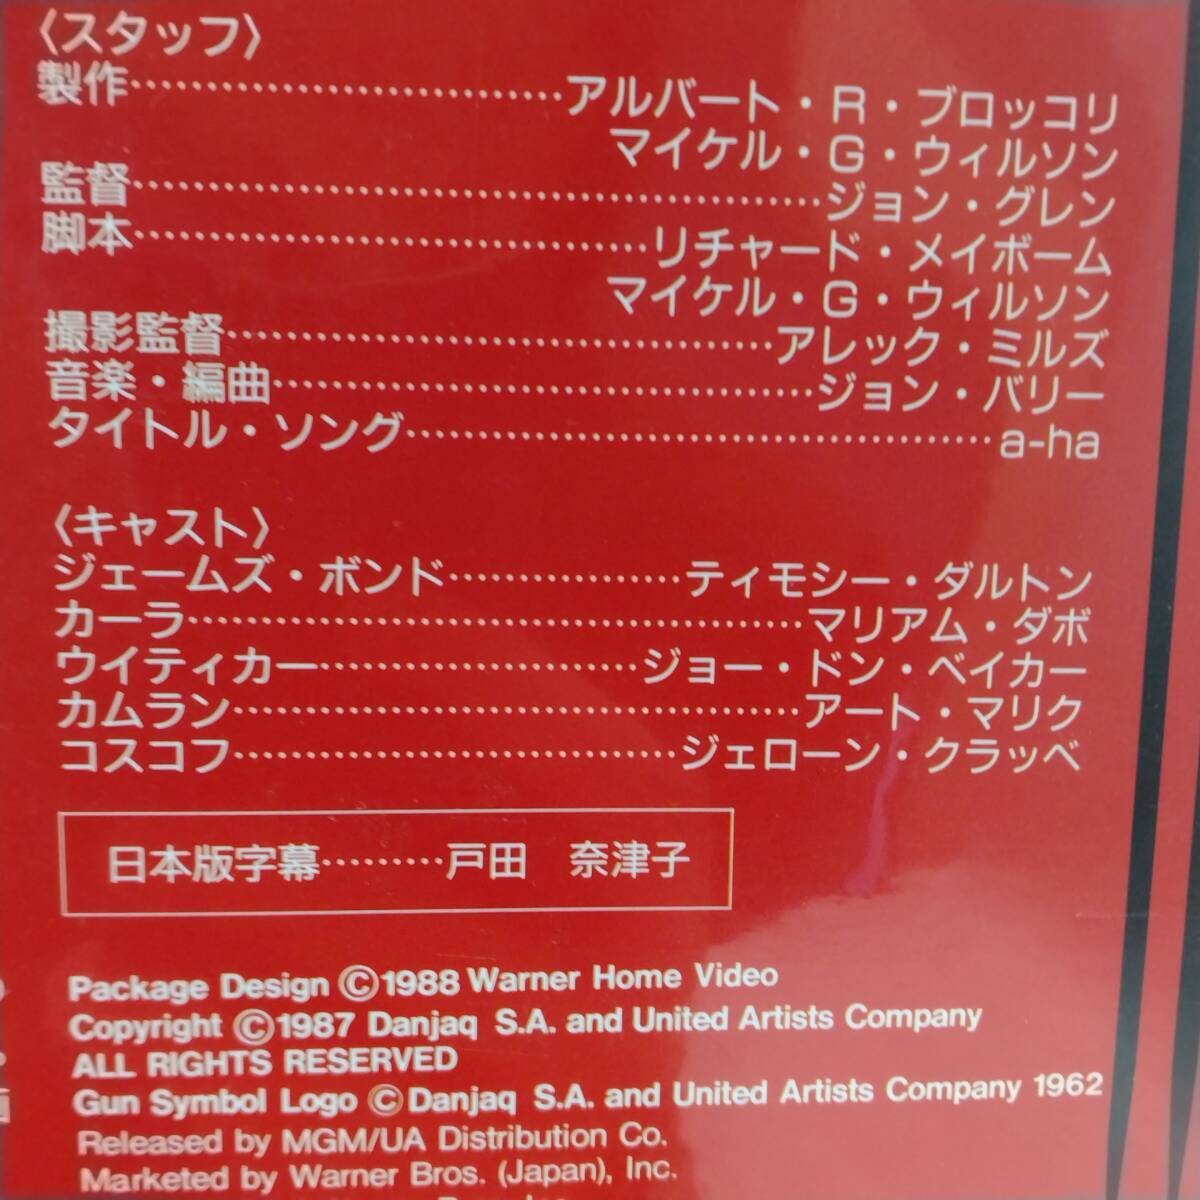 〈スタッフ〉
製作…………………………アルバート・R・ブロッコリ
マイケル・G・ウィルソン
監督…………………………………………ジョン・グレン
脚本………………………………リチャード・メイボーム
マイケル・G・ウィルソン
撮影監督…………………………………アレック・ミルズ
音楽・編曲…………………………………ジョン・バリー
タイトル・ソング……………………………………a-ha
〈キャスト〉
ジェームズ・ボンド……………ティモシー・ダルトン
カーラ……………………………………マリアム・ダボ
ウイティカー…………………ジョー・ドン・ベイカー
カムラン…………………………………アート・マリク
コスコフ…………………………ジェローン・クラッベ
日本版字幕………戸田 奈津子
Package Design ©1988 Warner Home Video
Copyright ©1987 Danjaq S.A. and United Artists Company
ALL RIGHTS RESERVED
Gun Symbol Logo ©Danjaq S.A. and United Artists Company 1962
Released by MGM/UA Distribution Co.
Marketed by Warner Bros. (Japan), Inc.